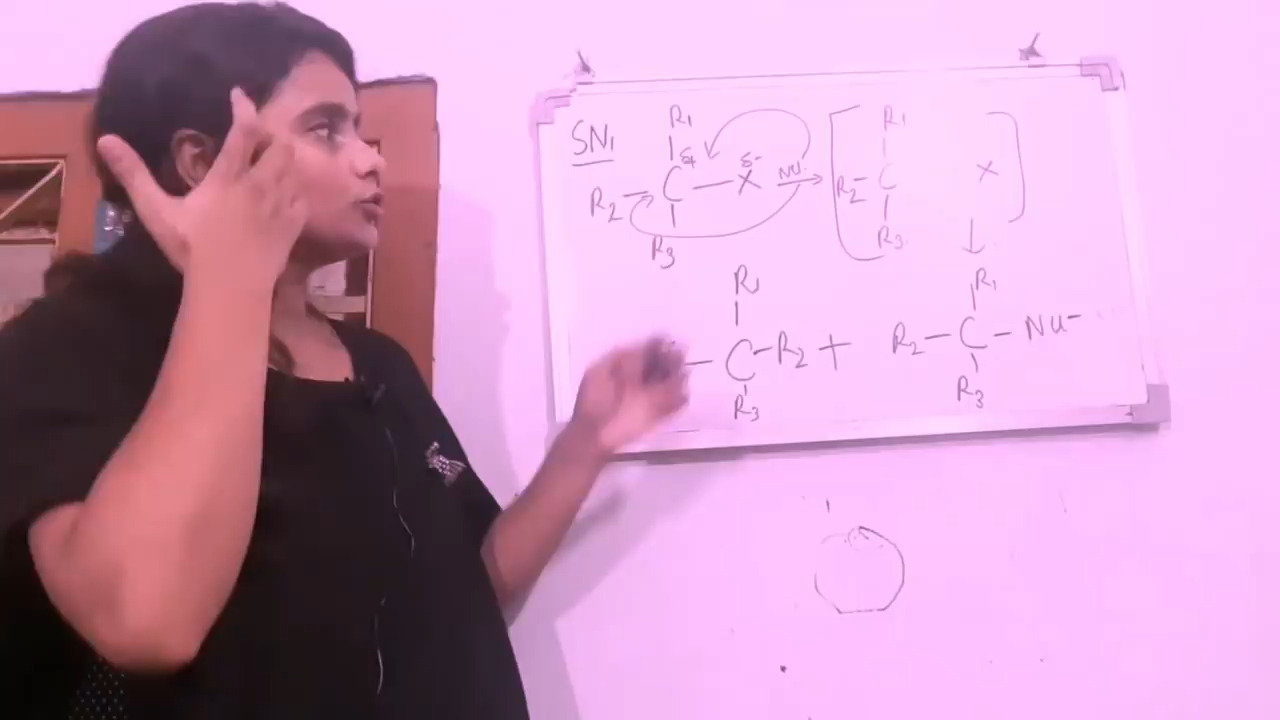 SN1
R1 R1
δ+ δ-
R2 — C — X Nu: → [ R2 — C X ]
R3 R3
↓
R1 R1
— C — R2 + R2 — C — Nu-
R3 R3